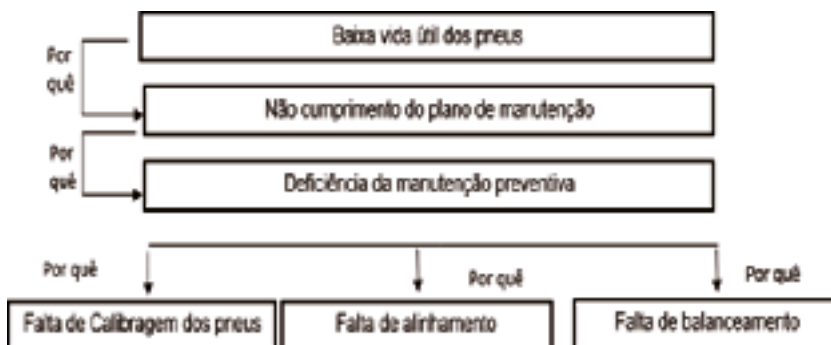 Baixa vida útil dos pneus
Por
quê
Não cumprimento do plano de manutenção
Por
quê
Deficiência da manutenção preventiva
Por quê
Por quê
Por quê
Falta de Calibragem dos pneus
Falta de alinhamento
Falta de balanceamento